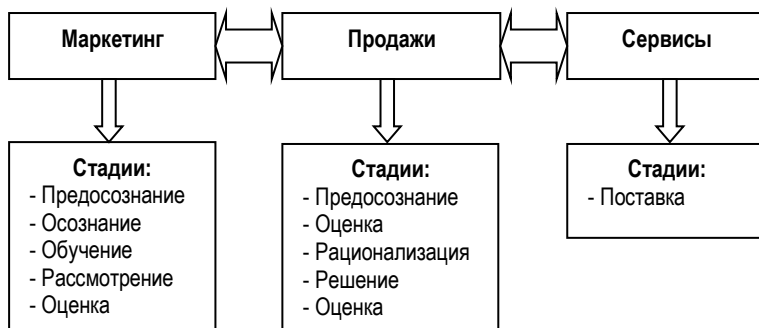 Маркетинг
Продажи
Сервисы
Стадии:
- Предосознание
- Осознание
- Обучение
- Рассмотрение
- Оценка
Стадии:
- Предосознание
- Оценка
- Рационализация
- Решение
- Оценка
Стадии:
- Поставка